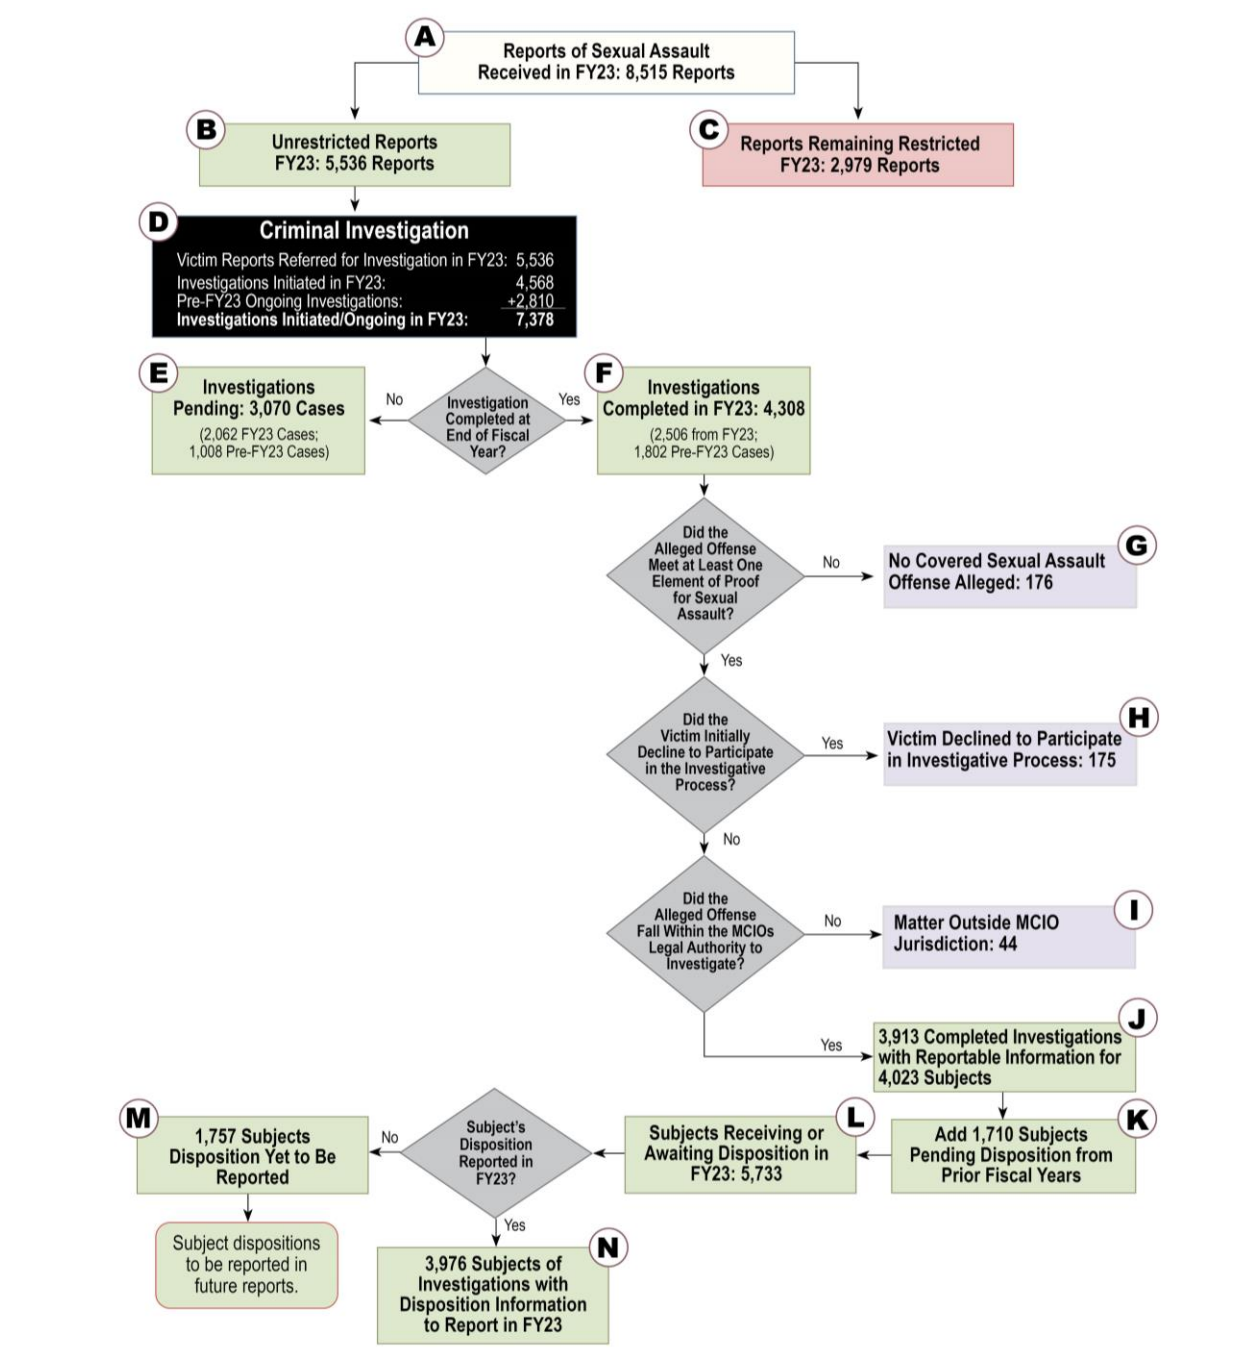 A
Reports of Sexual Assault
Received in FY23: 8,515 Reports
B
Unrestricted Reports
FY23: 5,536 Reports
C
Reports Remaining Restricted
FY23: 2,979 Reports
D
Criminal Investigation
Victim Reports Referred for Investigation in FY23: 5,536
Investigations Initiated in FY23: 4,568
Pre-FY23 Ongoing Investigations: +2,810
Investigations Initiated/Ongoing in FY23: 7,378
E
Investigations
Pending: 3,070 Cases
(2,062 FY23 Cases;
1,008 Pre-FY23 Cases)
No
Investigation
Completed at
End of Fiscal
Year?
Yes
F
Investigations
Completed in FY23: 4,308
(2,506 from FY23;
1,802 Pre-FY23 Cases)
Did the
Alleged Offense
Meet at Least One
Element of Proof
for Sexual
Assault?
No
G
No Covered Sexual Assault
Offense Alleged: 176
Yes
Did the
Victim Initially
Decline to Participate
in the Investigative
Process?
Yes
H
Victim Declined to Participate
in Investigative Process: 175
No
Did the
Alleged Offense
Fall Within the MCIOs
Legal Authority to
Investigate?
No
I
Matter Outside MCIO
Jurisdiction: 44
Yes
J
3,913 Completed Investigations
with Reportable Information for
4,023 Subjects
K
Add 1,710 Subjects
Pending Disposition from
Prior Fiscal Years
L
Subjects Receiving or
Awaiting Disposition in
FY23: 5,733
Subject's
Disposition
Reported in
FY23?
No
M
1,757 Subjects
Disposition Yet to Be
Reported
Subject dispositions
to be reported in
future reports.
Yes
N
3,976 Subjects of
Investigations with
Disposition Information
to Report in FY23